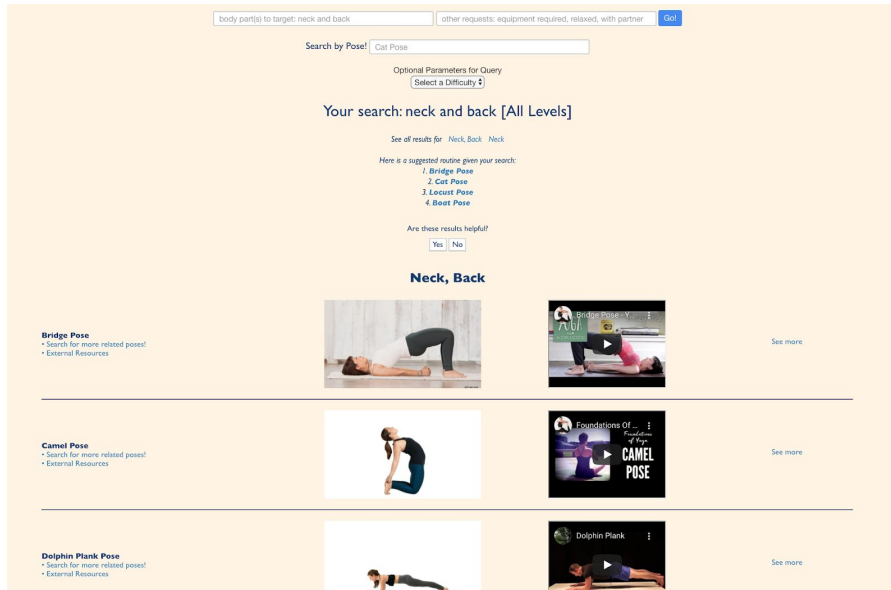 body part(s) to target: neck and back
other requests: equipment required, relaxed, with partner
Go!
Search by Pose!
Cat Pose
Optional Parameters for Query
Select a Difficulty
Your search: neck and back [All Levels]
See all results for Neck, Back Neck
Here is a suggested routine given your search:
1. Bridge Pose
2. Cat Pose
3. Locust Pose
4. Boat Pose
Are these results helpful?
Yes No
Neck, Back
Bridge Pose
• Search for more related poses!
• External Resources
Bridge Pose - Y...
See more
Camel Pose
• Search for more related poses!
• External Resources
Foundations Of ...
Foundations
of Yoga
CAMEL
POSE
See more
Dolphin Plank Pose
• Search for more related poses!
• External Resources
Dolphin Plank
See more